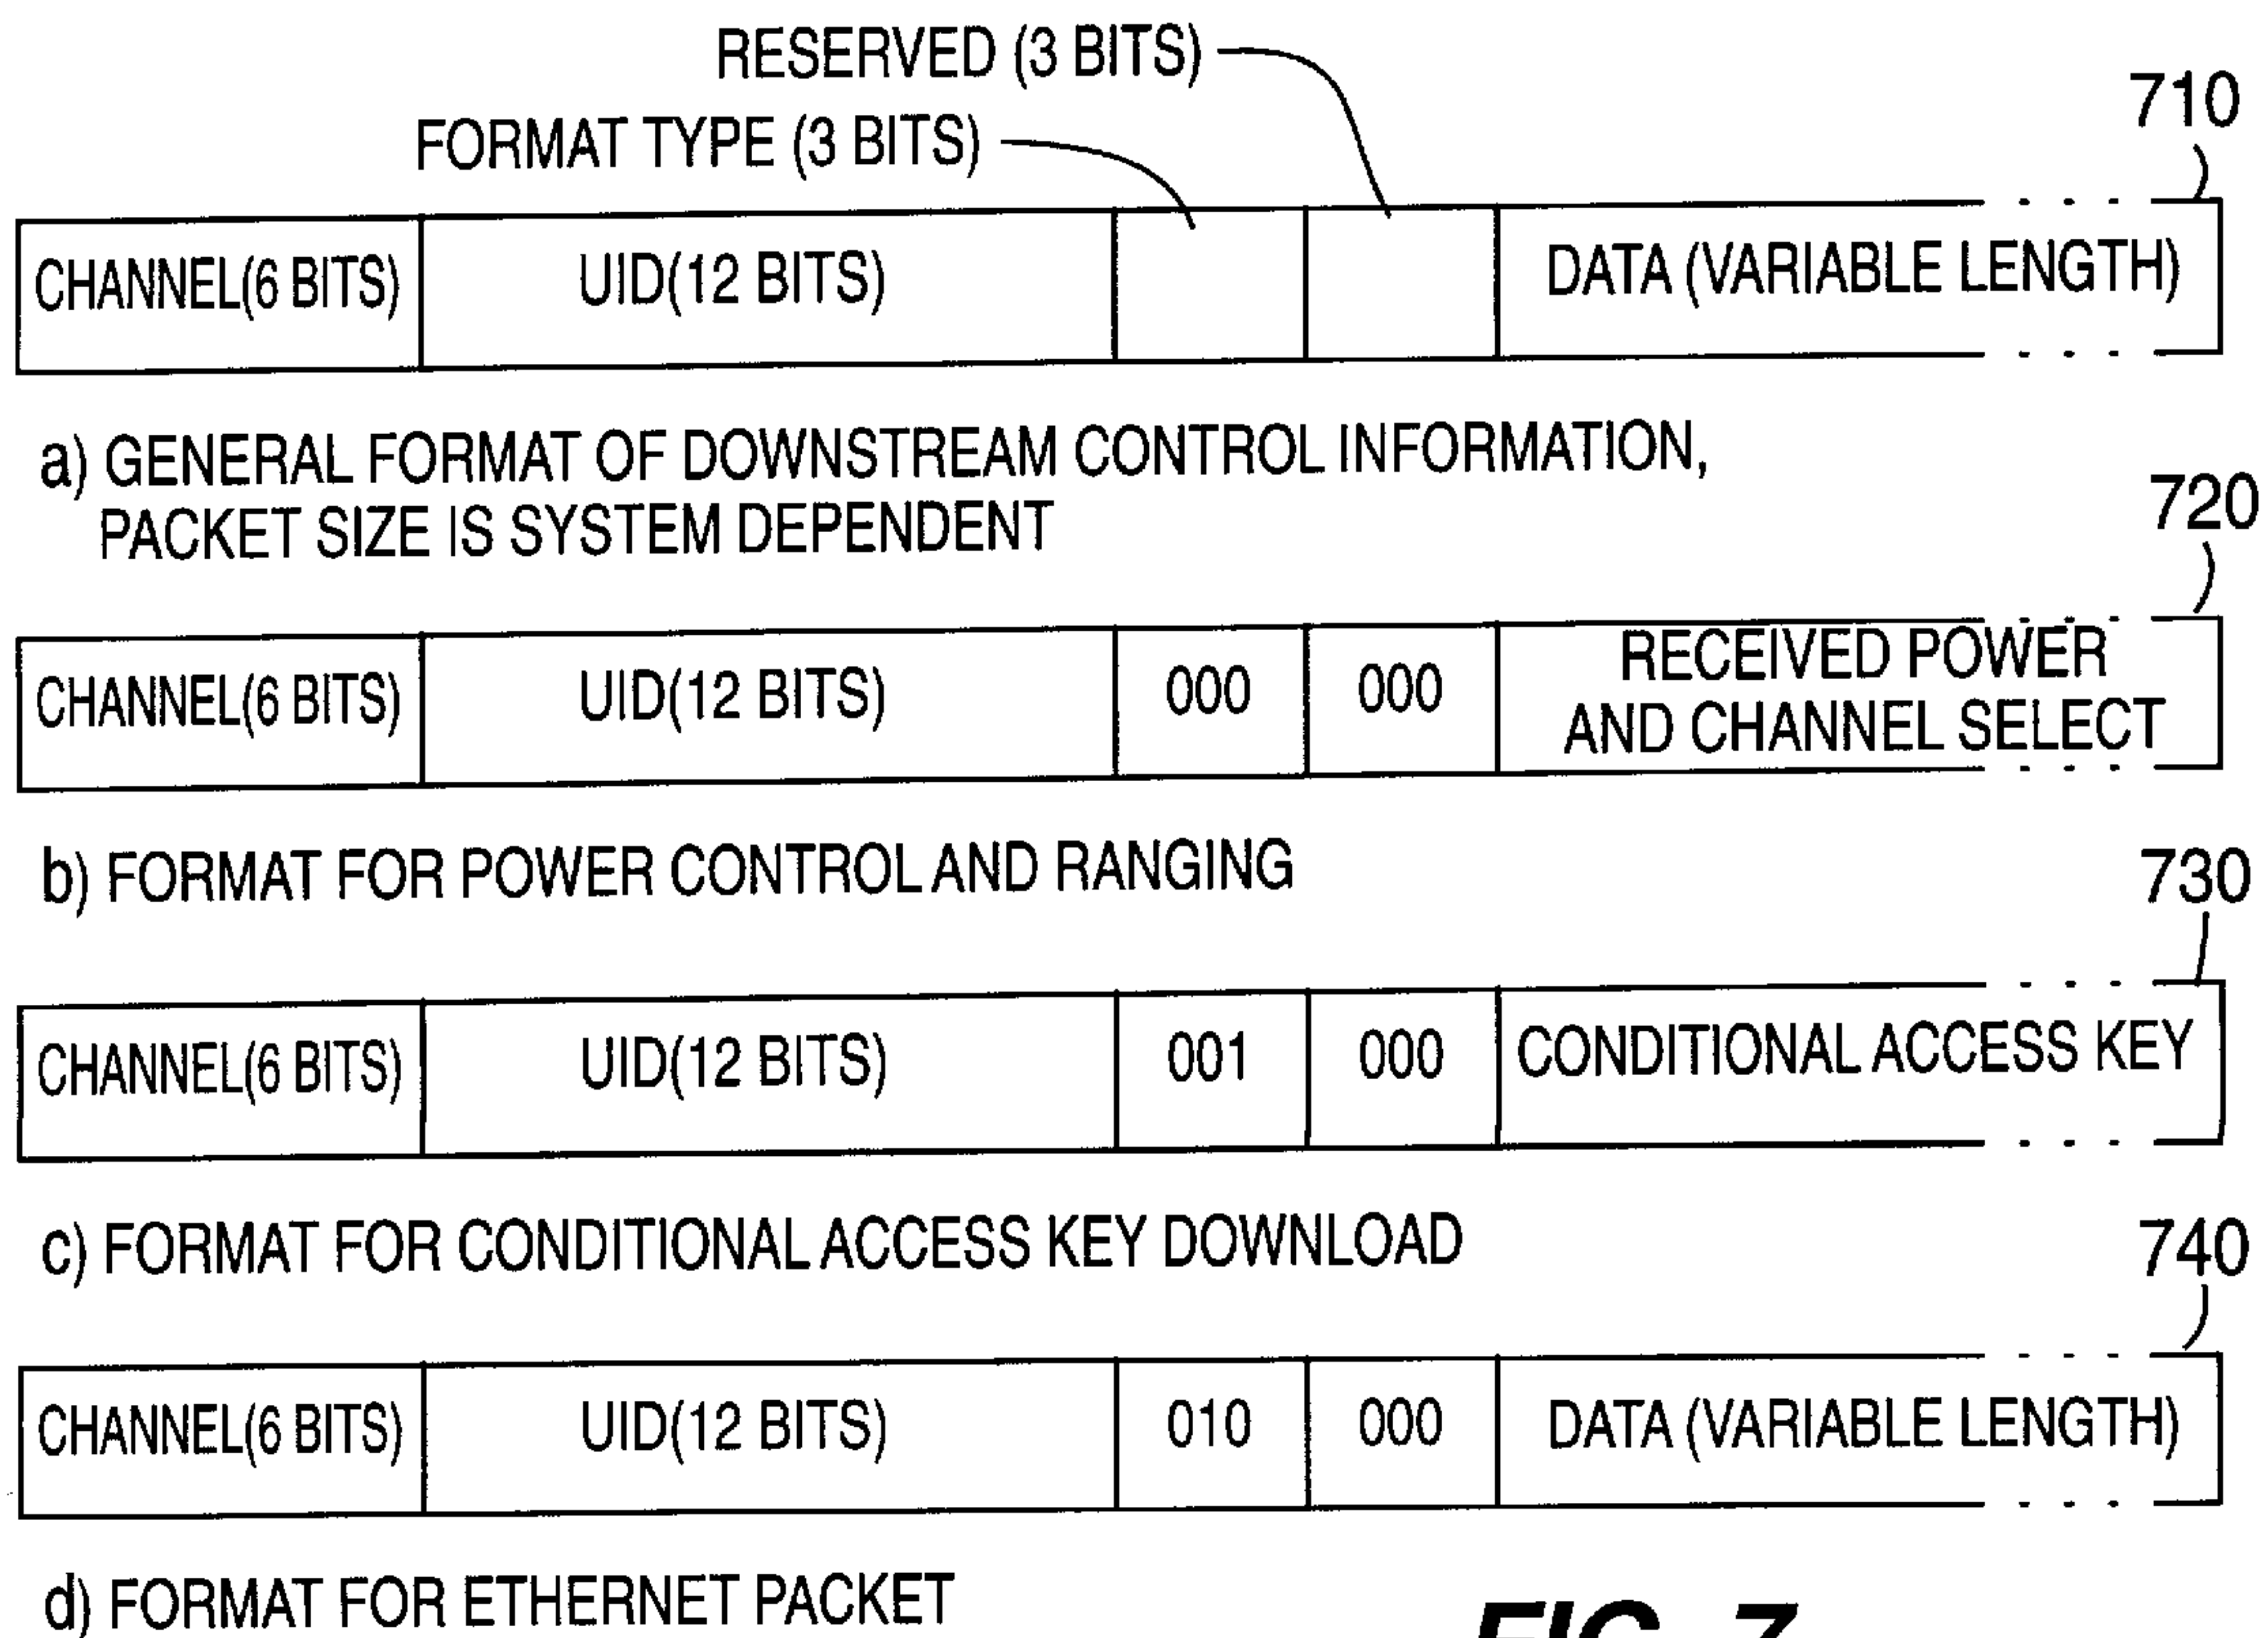 RESERVED (3 BITS)
710
FORMAT TYPE (3 BITS)
CHANNEL(6 BITS) UID(12 BITS) DATA (VARIABLE LENGTH)
a) GENERAL FORMAT OF DOWNSTREAM CONTROL INFORMATION,
PACKET SIZE IS SYSTEM DEPENDENT
720
CHANNEL(6 BITS) UID(12 BITS) 000 000 RECEIVED POWER
AND CHANNEL SELECT
b) FORMAT FOR POWER CONTROL AND RANGING
730
CHANNEL(6 BITS) UID(12 BITS) 001 000 CONDITIONAL ACCESS KEY
c) FORMAT FOR CONDITIONAL ACCESS KEY DOWNLOAD
740
CHANNEL(6 BITS) UID(12 BITS) 010 000 DATA (VARIABLE LENGTH)
d) FORMAT FOR ETHERNET PACKET
FIG. 7